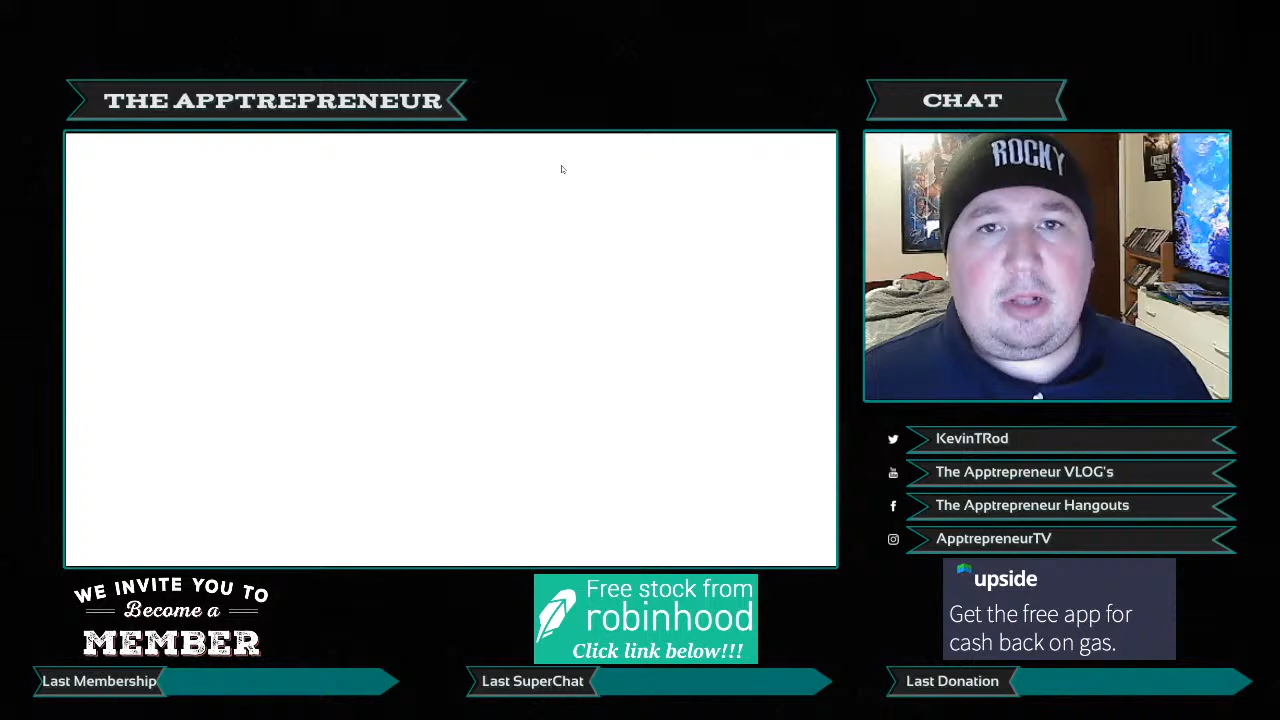 THE APPTREPRENEUR
CHAT
ROCKY
KevinTRod
The Apptrepreneur VLOG's
The Apptrepreneur Hangouts
ApptrepreneurTV
WE INVITE YOU TO
Become a
MEMBER
Free stock from
robinhood
Click link below!!!
upside
Get the free app for
cash back on gas.
Last Membership
Last SuperChat
Last Donation